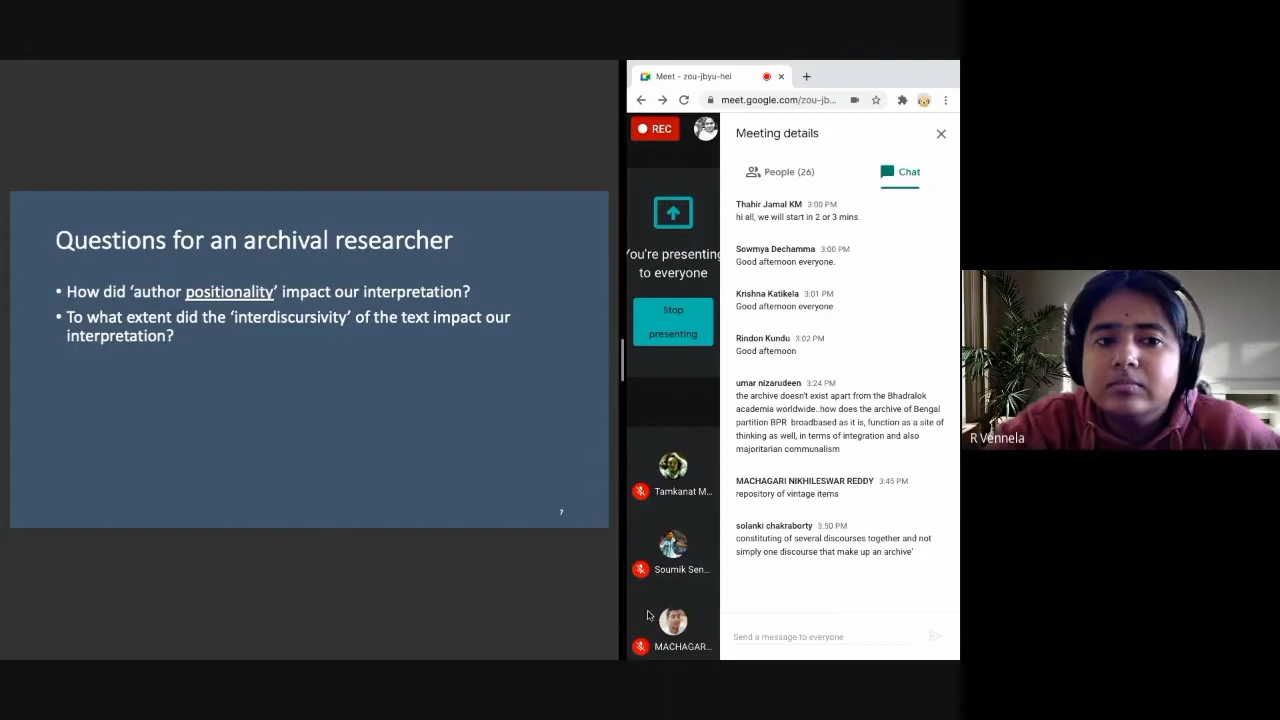 Questions for an archival researcher
• How did ‘author positionality’ impact our interpretation?
• To what extent did the ‘interdiscursivity’ of the text impact our
interpretation?
7
Meet - zou-jbyu-hei
meet.google.com/zou-jb...
REC
You're presenting
to everyone
Stop
presenting
Tamkanat M...
Soumik Sen...
MACHAGAR...
Meeting details
People (26)
Chat
Thahir Jamal KM 3:00 PM
hi all, we will start in 2 or 3 mins.
Sowmya Dechamma 3:00 PM
Good afternoon everyone.
Krishna Katikela 3:01 PM
Good afternoon everyone
Rindon Kundu 3:02 PM
Good afternoon
umar nizarudeen 3:24 PM
the archive doesn't exist apart from the Bhadralok
academia worldwide..how does the archive of Bengal
partition BPR broadbased as it is, function as a site of
thinking as well, in terms of integration and also
majoritarian communalism
MACHAGARI NIKHILESWAR REDDY 3:45 PM
repository of vintage items
solanki chakraborty 3:50 PM
constituting of several discourses together and not
simply one discourse that make up an archive'
Send a message to everyone
R Vennela